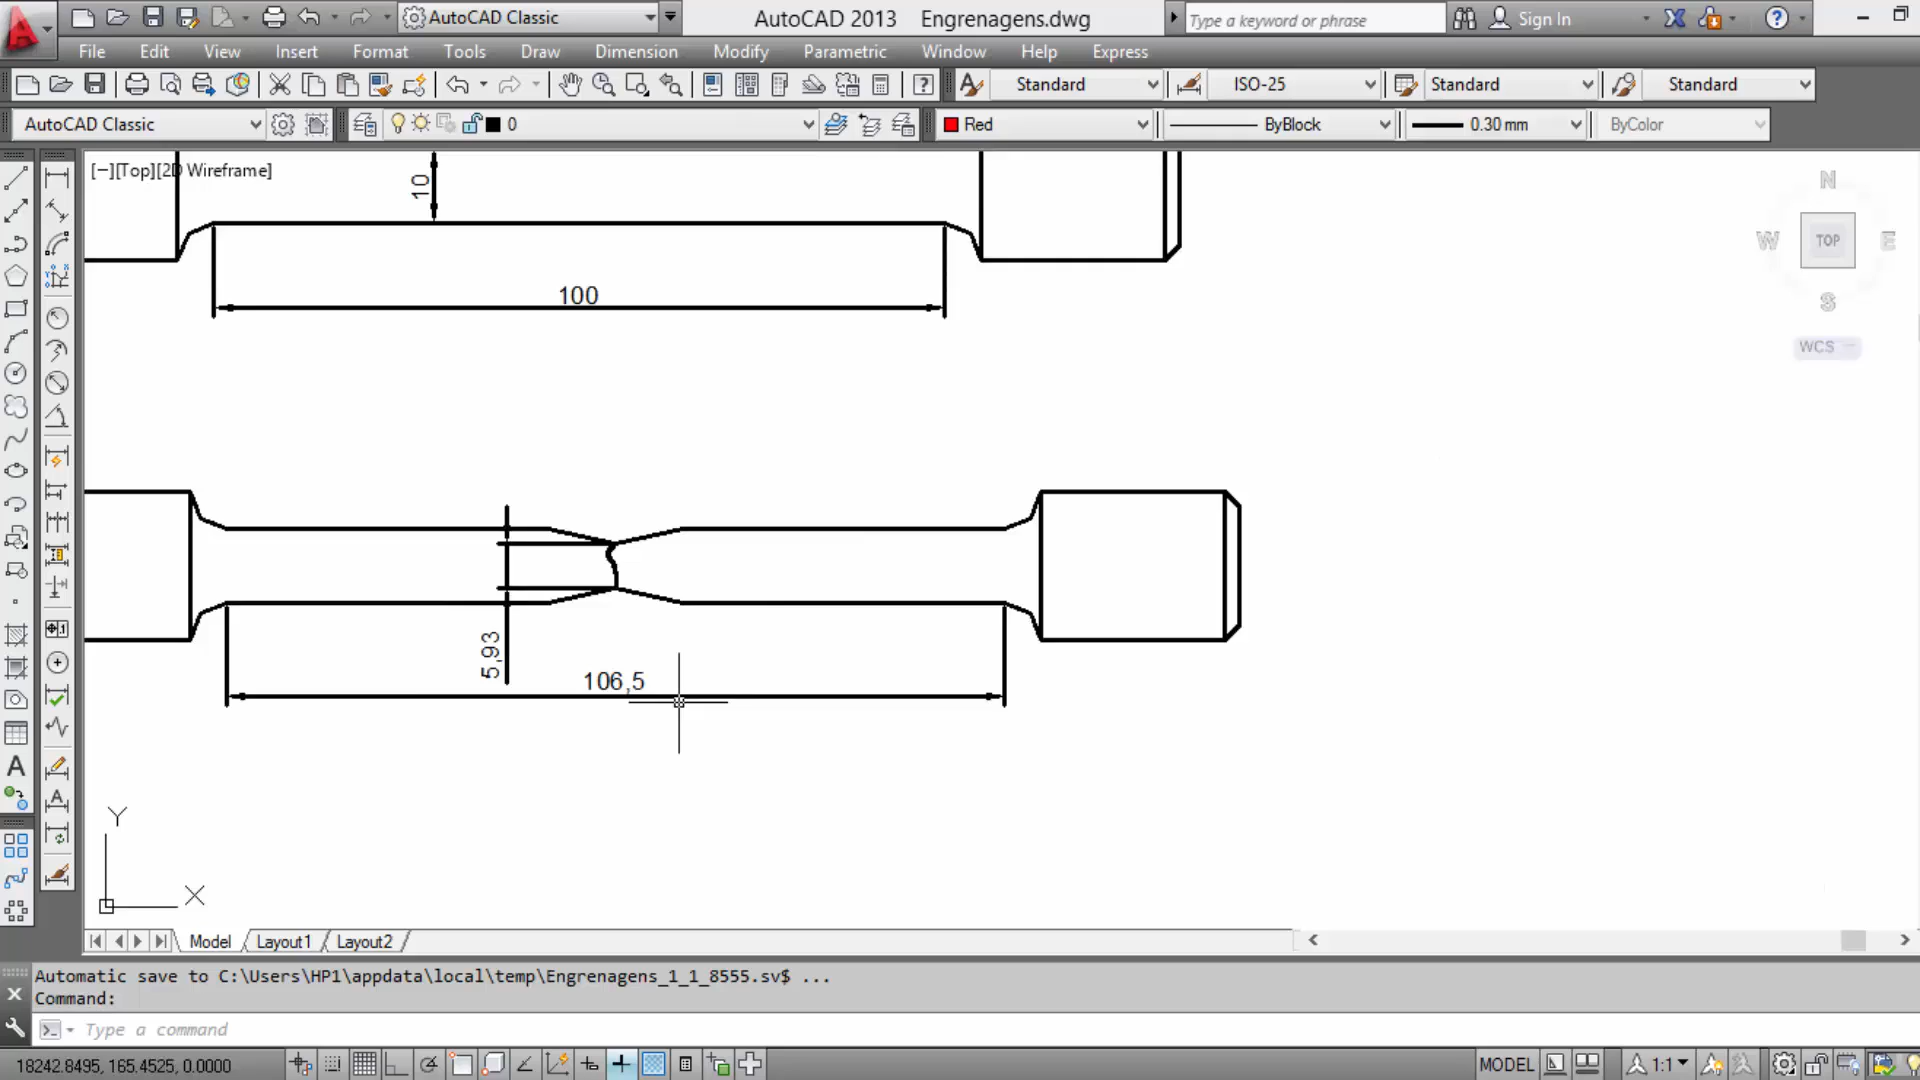 AutoCAD Classic
AutoCAD 2013 Engrenagens.dwg
Type a keyword or phrase
Sign In
File Edit View Insert Format Tools Draw Dimension Modify Parametric Window Help Express
Standard ISO-25 Standard Standard
AutoCAD Classic 0 Red ByBlock 0.30 mm ByColor
[−][Top][2D Wireframe]
N
W TOP E
S
WCS
10
100
5,93
106,5
Y
X
Model Layout1 Layout2
Automatic save to C:\Users\HP1\appdata\local\temp\Engrenagens_1_1_8555.sv$ ...
Command:
Type a command
18242.8495, 165.4525, 0.0000 MODEL 1:1